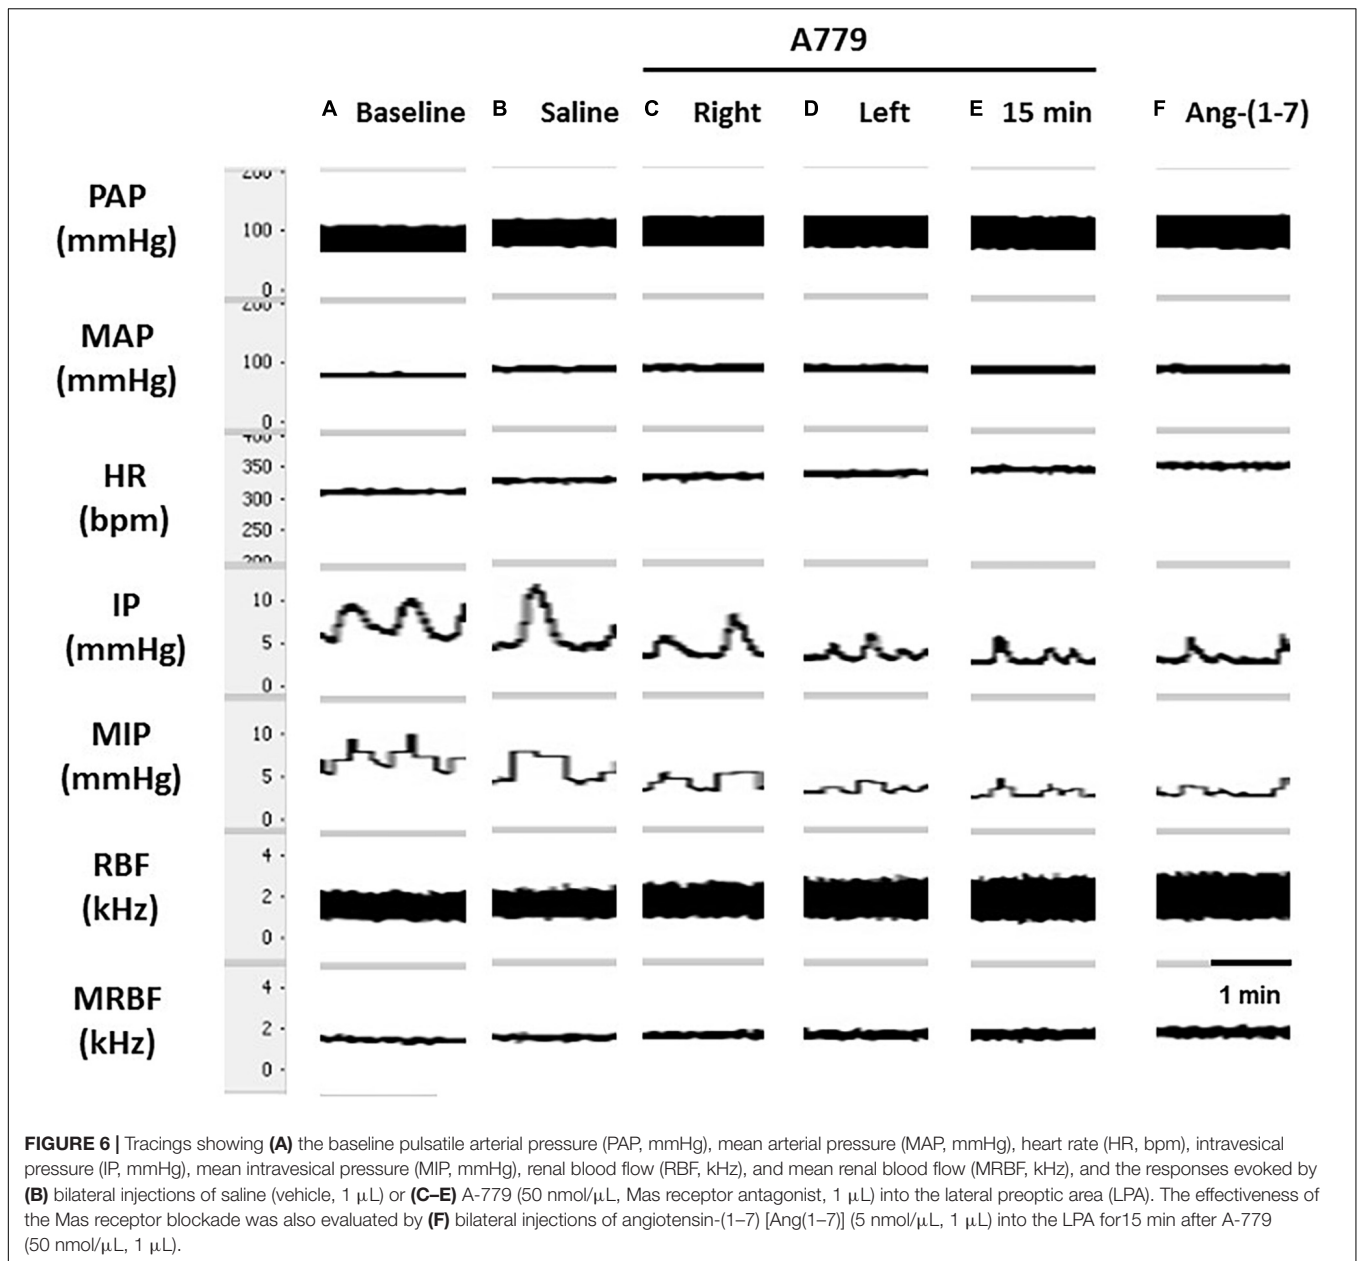 A779
A Baseline B Saline C Right D Left E 15 min F Ang-(1-7)
PAP
(mmHg)
200
100
0
MAP
(mmHg)
200
100
0
HR
(bpm)
400
350
300
250
200
IP
(mmHg)
10
5
0
MIP
(mmHg)
10
5
0
RBF
(kHz)
4
2
0
1 min
MRBF
(kHz)
4
2
0
FIGURE 6 | Tracings showing (A) the baseline pulsatile arterial pressure (PAP, mmHg), mean arterial pressure (MAP, mmHg), heart rate (HR, bpm), intravesical
pressure (IP, mmHg), mean intravesical pressure (MIP, mmHg), renal blood flow (RBF, kHz), and mean renal blood flow (MRBF, kHz), and the responses evoked by
(B) bilateral injections of saline (vehicle, 1 μL) or (C–E) A-779 (50 nmol/μL, Mas receptor antagonist, 1 μL) into the lateral preoptic area (LPA). The effectiveness of
the Mas receptor blockade was also evaluated by (F) bilateral injections of angiotensin-(1–7) [Ang(1–7)] (5 nmol/μL, 1 μL) into the LPA for15 min after A-779
(50 nmol/μL, 1 μL).